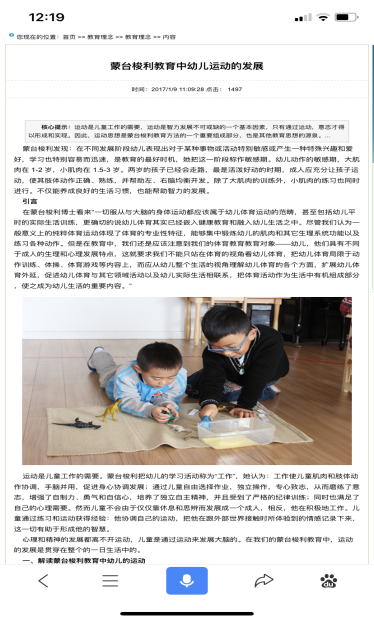 12:19
您现在的位置：首页 >> 教育理念 >> 教育理念 >> 内容
蒙台梭利教育中幼儿运动的发展
时间：2017/1/9 11:09:28 点击： 1497
核心提示：运动是儿童工作的需要，运动是智力发展不可或缺的一个基本因素，只有通过运动，意志才得
以形成和实现。因此，运动思想是蒙台梭利教育方法的一个重要组成部分，也是其他教育思想的源泉。...
蒙台梭利发现：在不同发展阶段幼儿表现出对于某种事物或活动特别敏感或产生一种特殊兴趣和爱
好，学习也特别容易而迅速，是教育的最好时机，她把这一阶段称作敏感期。幼儿动作的敏感期，大肌
肉在 1-2 岁，小肌肉在 1.5-3 岁。两岁的孩子已经会走路，最是活泼好动的时期，成人应充分让孩子运
动，使其肢体动作正确、熟练，并帮助左、右脑均衡开发。除了大肌肉的训练外，小肌肉的练习也同时
进行。不仅能养成良好的生活习惯，也能帮助智力的发展。
引言
在蒙台梭利博士看来“一切服从与大脑的身体运动都应该属于幼儿体育运动的范畴，甚至包括幼儿平
时的实际生活训练，更确切的说幼儿体育其实已经嵌入健康教育和融入幼儿生活之中。尽管我们认为一
般意义上的纯粹体育运动体现了体育的专业性特征，能够集中锻炼幼儿的肌肉和其它生理系统功能以及
练习各种动作。但是在教育中，我们还是应该注意到我们的体育教育教育对象——幼儿，他们具有不同
于成人的生理和心理发展特点，这就要求我们不能只站在体育的视角看幼儿体育，把幼儿体育局限于动
作训练、体操、体育游戏等内容上，而应从幼儿整个生活的视角理解幼儿体育的各个方面，扩展幼儿体
育外延，促进幼儿体育与其它领域活动以及幼儿实际生活相联系，把体育活动作为生活中有机组成部分
，使之成为幼儿生活的重要内容。”
运动是儿童工作的需要。蒙台梭利把幼儿的学习活动称为“工作”，她认为：工作使儿童肌肉和肢体动
作协调，手脑并用，促进身心协调发展；通过儿童自由选择作业，独立操作，专心致志，从而磨练了意
志，增强了自制力、勇气和自信心，培养了独立自主精神，并且受到了严格的纪律训练；同时也满足了
自己的心理需要。然而儿童不会由于仅仅靠休息和思辨而发展成一个成人，相反，他在积极地工作。儿
童通过练习和运动获得经验：他协调自己的运动，把他在跟外部世界接触时所体验到的情感记录下来，
这一切有助于形成他的智慧。
心理和精神的发展都离不开运动，儿童是通过运动来发展大脑的。在我们的蒙台梭利教育中，运动
的发展是贯穿在整个的一日生活中的。
一、解读蒙台梭利教育中幼儿的运动
du